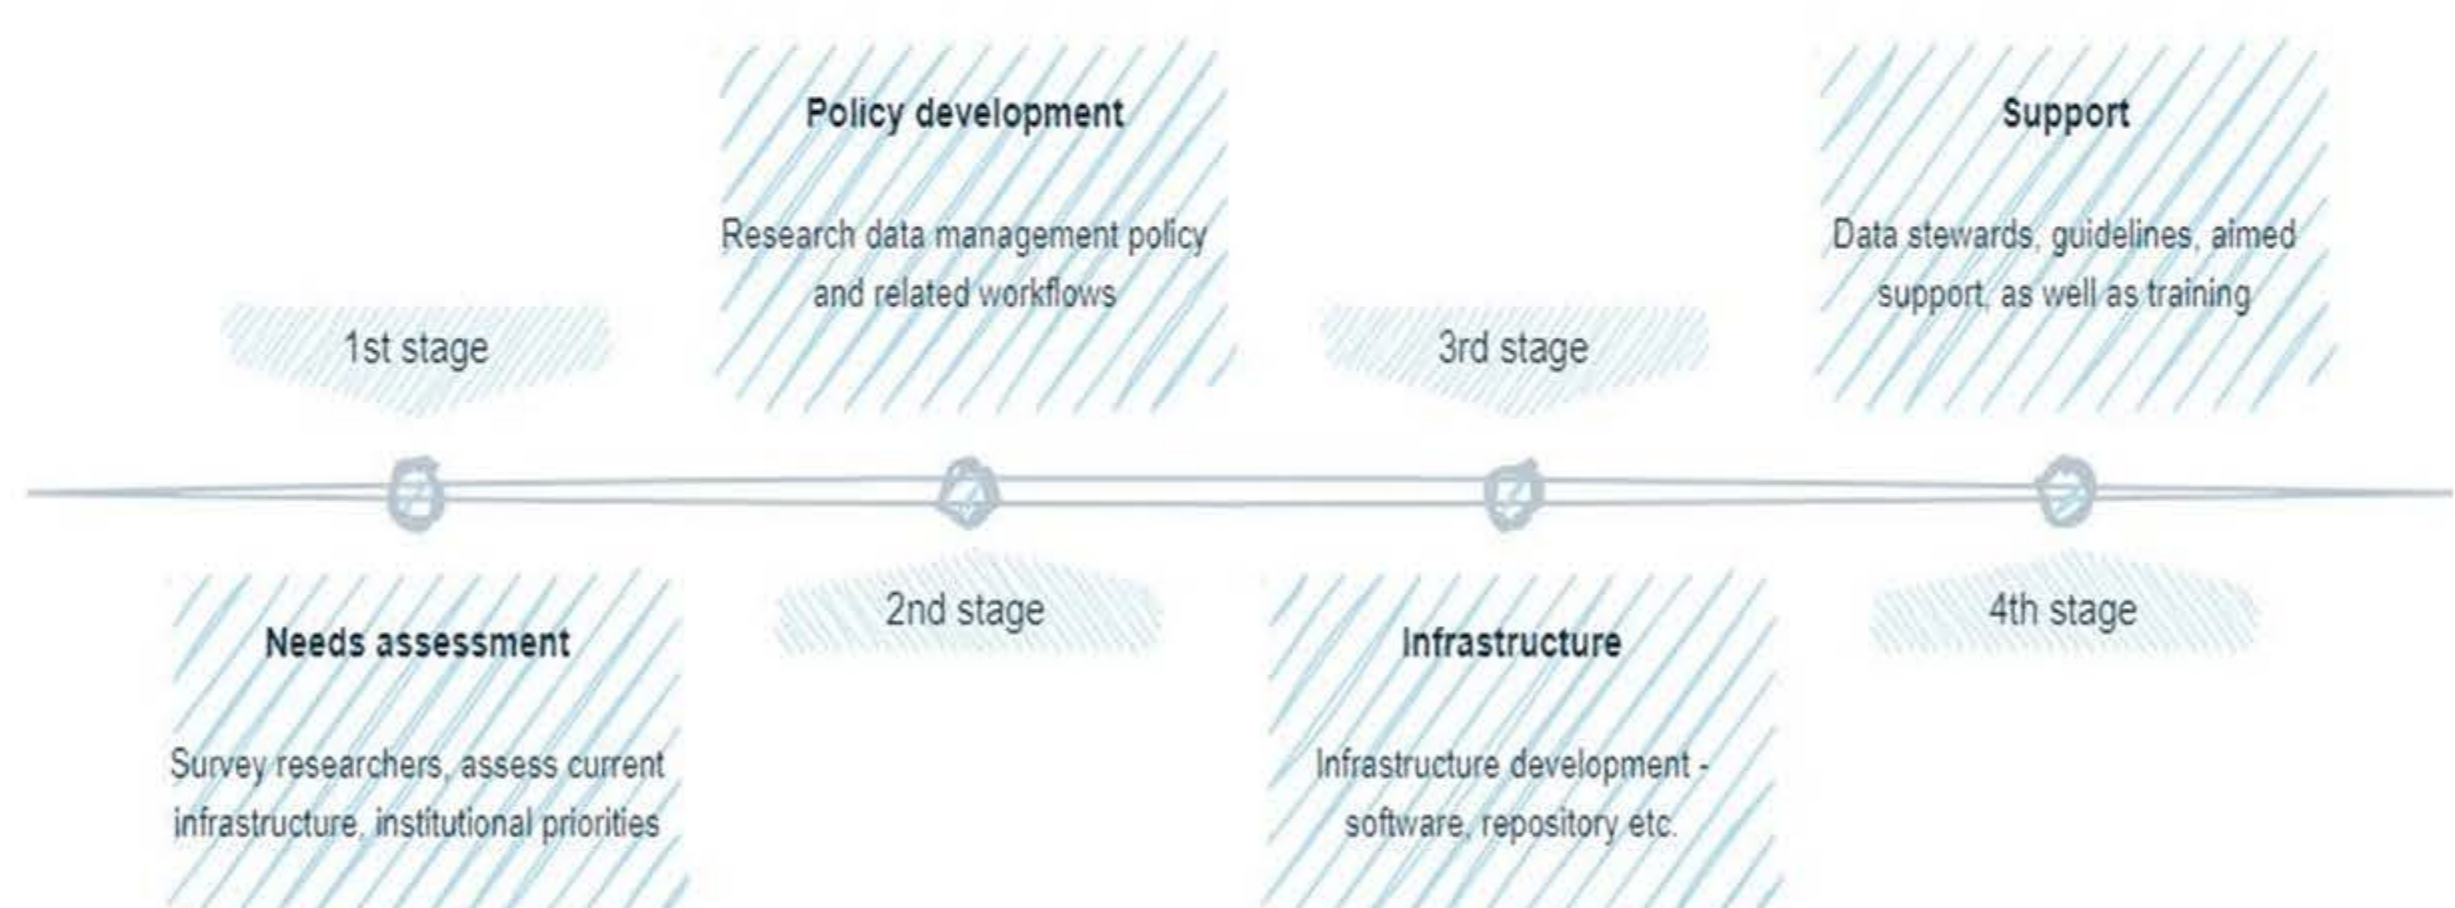 1st stage
Needs assessment
Survey researchers, assess current
infrastructure, institutional priorities
Policy development
Research data management policy
and related workflows
2nd stage
3rd stage
Infrastructure
Infrastructure development -
software, repository etc.
Support
Data stewards, guidelines, aimed
support, as well as training
4th stage